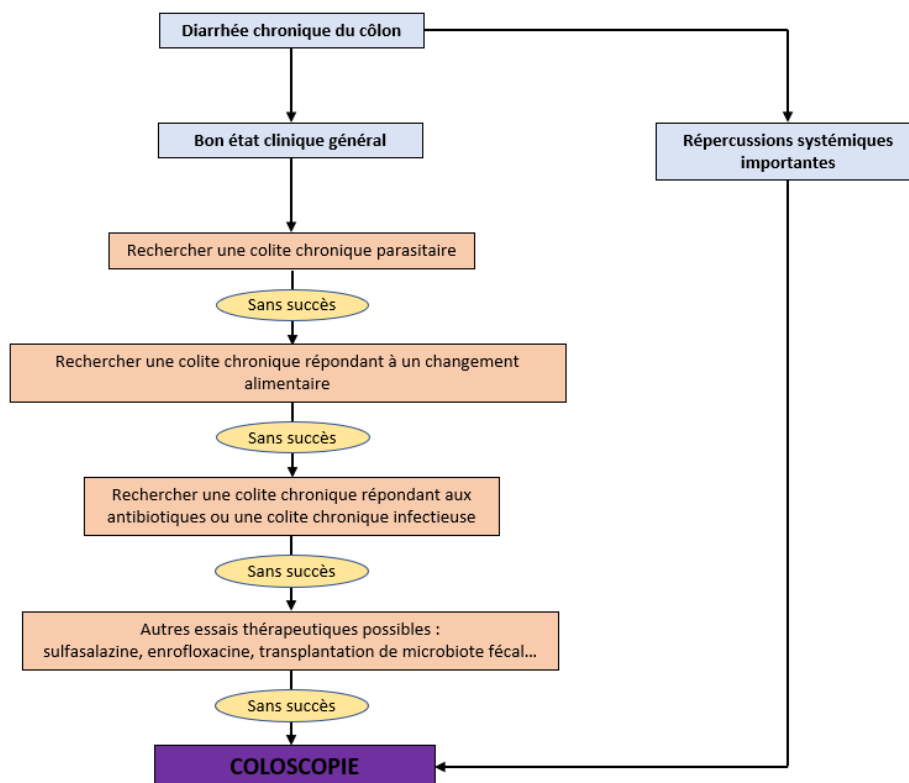 Diarrhée chronique du côlon
Bon état clinique général
Répercussions systémiques
importantes
Rechercher une colite chronique parasitaire
Sans succès
Rechercher une colite chronique répondant à un changement
alimentaire
Sans succès
Rechercher une colite chronique répondant aux
antibiotiques ou une colite chronique infectieuse
Sans succès
Autres essais thérapeutiques possibles :
sulfasalazine, enrofloxacine, transplantation de microbiote fécal…
Sans succès
COLOSCOPIE